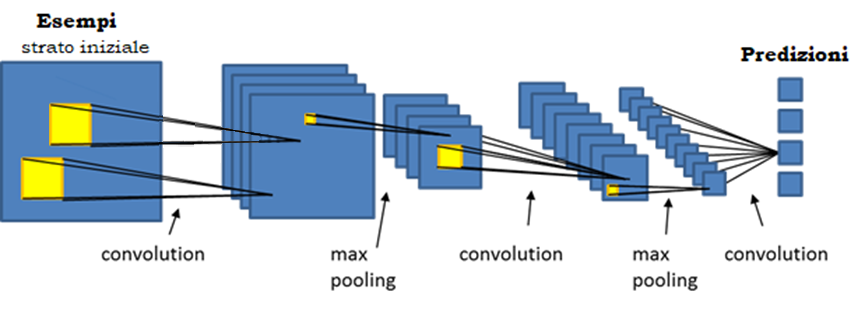 Esempi
strato iniziale
Predizioni
convolution
max
pooling
convolution
max
pooling
convolution